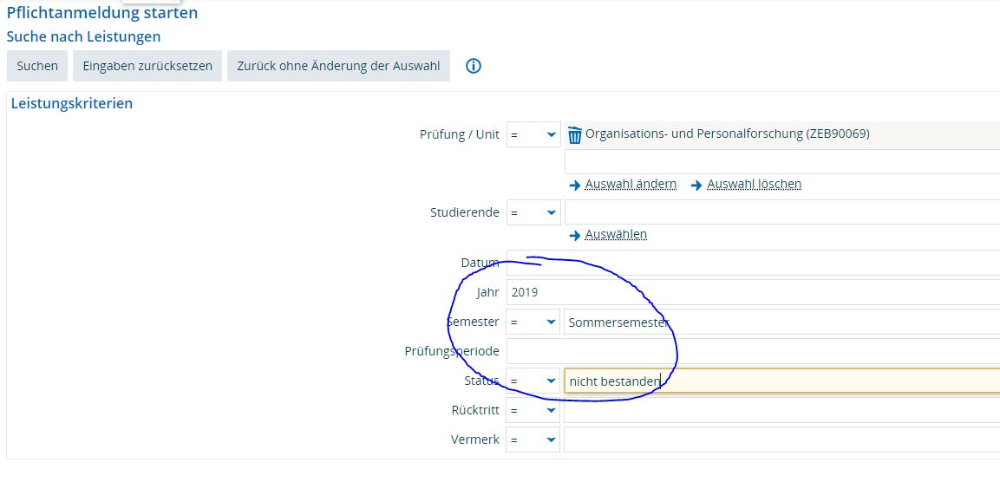 Pflichtanmeldung starten
Suche nach Leistungen
Suchen Eingaben zurücksetzen Zurück ohne Änderung der Auswahl
Leistungskriterien
Prüfung / Unit = Organisations- und Personalforschung (ZEB90069)
Auswahl ändern Auswahl löschen
Studierende =
Auswählen
Datum
Jahr 2019
Semester = Sommersemester
Prüfungsperiode
Status = nicht bestanden
Rücktritt =
Vermerk =